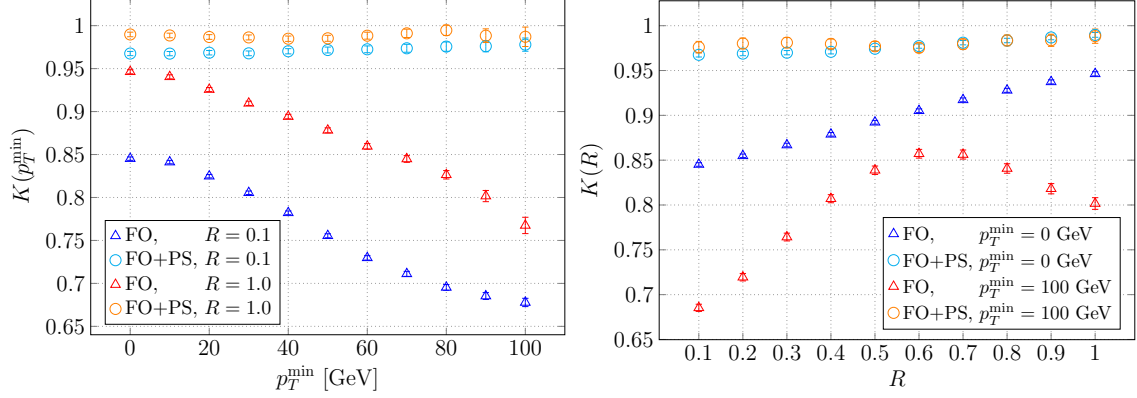 1
0.95
0.9
0.85
0.8
0.75
0.7
0.65
K(p_T^min)
FO, R = 0.1
FO+PS, R = 0.1
FO, R = 1.0
FO+PS, R = 1.0
0 20 40 60 80 100
p_T^min [GeV]
1
0.95
0.9
0.85
0.8
0.75
0.7
0.65
K(R)
FO, p_T^min = 0 GeV
FO+PS, p_T^min = 0 GeV
FO, p_T^min = 100 GeV
FO+PS, p_T^min = 100 GeV
0.1 0.2 0.3 0.4 0.5 0.6 0.7 0.8 0.9 1
R